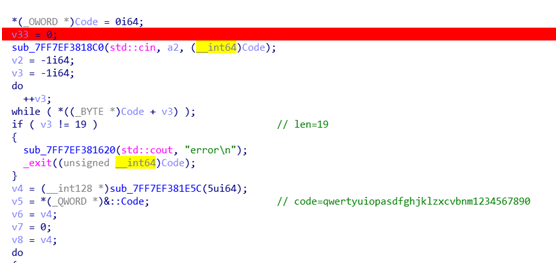 *(_OWORD *)Code = 0i64;
v33 = 0;
sub_7FF7EF3818C0(std::cin, a2, (__int64)Code);
v2 = -1i64;
v3 = -1i64;
do
++v3;
while ( *((_BYTE *)Code + v3) );
if ( v3 != 19 ) // len=19
{
sub_7FF7EF381620(std::cout, "error\n");
_exit((unsigned __int64)Code);
}
v4 = (__int128 *)sub_7FF7EF381E5C(5ui64);
v5 = *(_QWORD *)&::Code; // code=qwertyuiopasdfghjklzxcvbnm1234567890
v6 = v4;
v7 = 0;
v8 = v4;
do